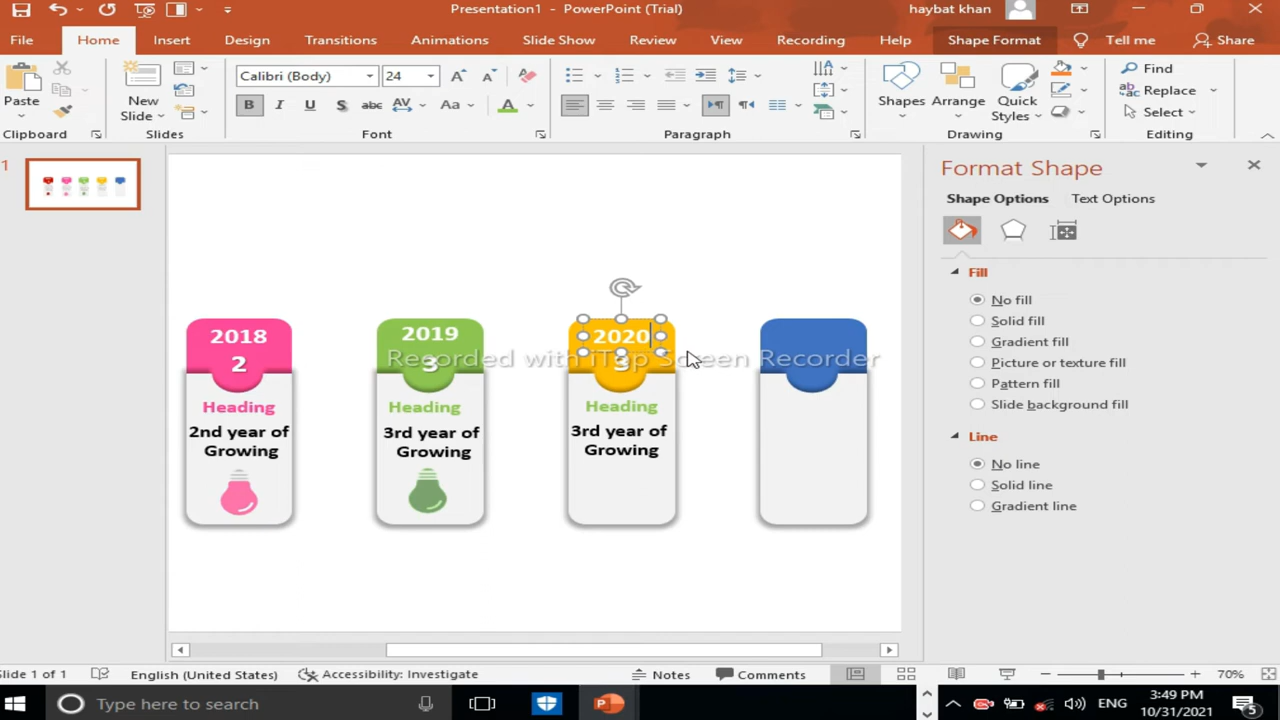 Presentation1 - PowerPoint (Trial)
haybat khan
File
Home
Insert
Design
Transitions
Animations
Slide Show
Review
View
Recording
Help
Shape Format
Tell me
Share
Paste
Clipboard
New
Slide
Slides
Calibri (Body)
24
B I U S abc AV Aa A
Font
Paragraph
Shapes
Arrange
Quick
Styles
Drawing
Find
Replace
Select
Editing
1
Format Shape
Shape Options
Text Options
Fill
No fill
Solid fill
Gradient fill
Picture or texture fill
Pattern fill
Slide background fill
Line
No line
Solid line
Gradient line
2018
2
Heading
2nd year of
Growing
2019
3
Heading
3rd year of
Growing
2020
3
Heading
3rd year of
Growing
Recorded with iTop Screen Recorder
Slide 1 of 1
English (United States)
Accessibility: Investigate
Notes
Comments
70%
Type here to search
ENG
3:49 PM
10/31/2021
5